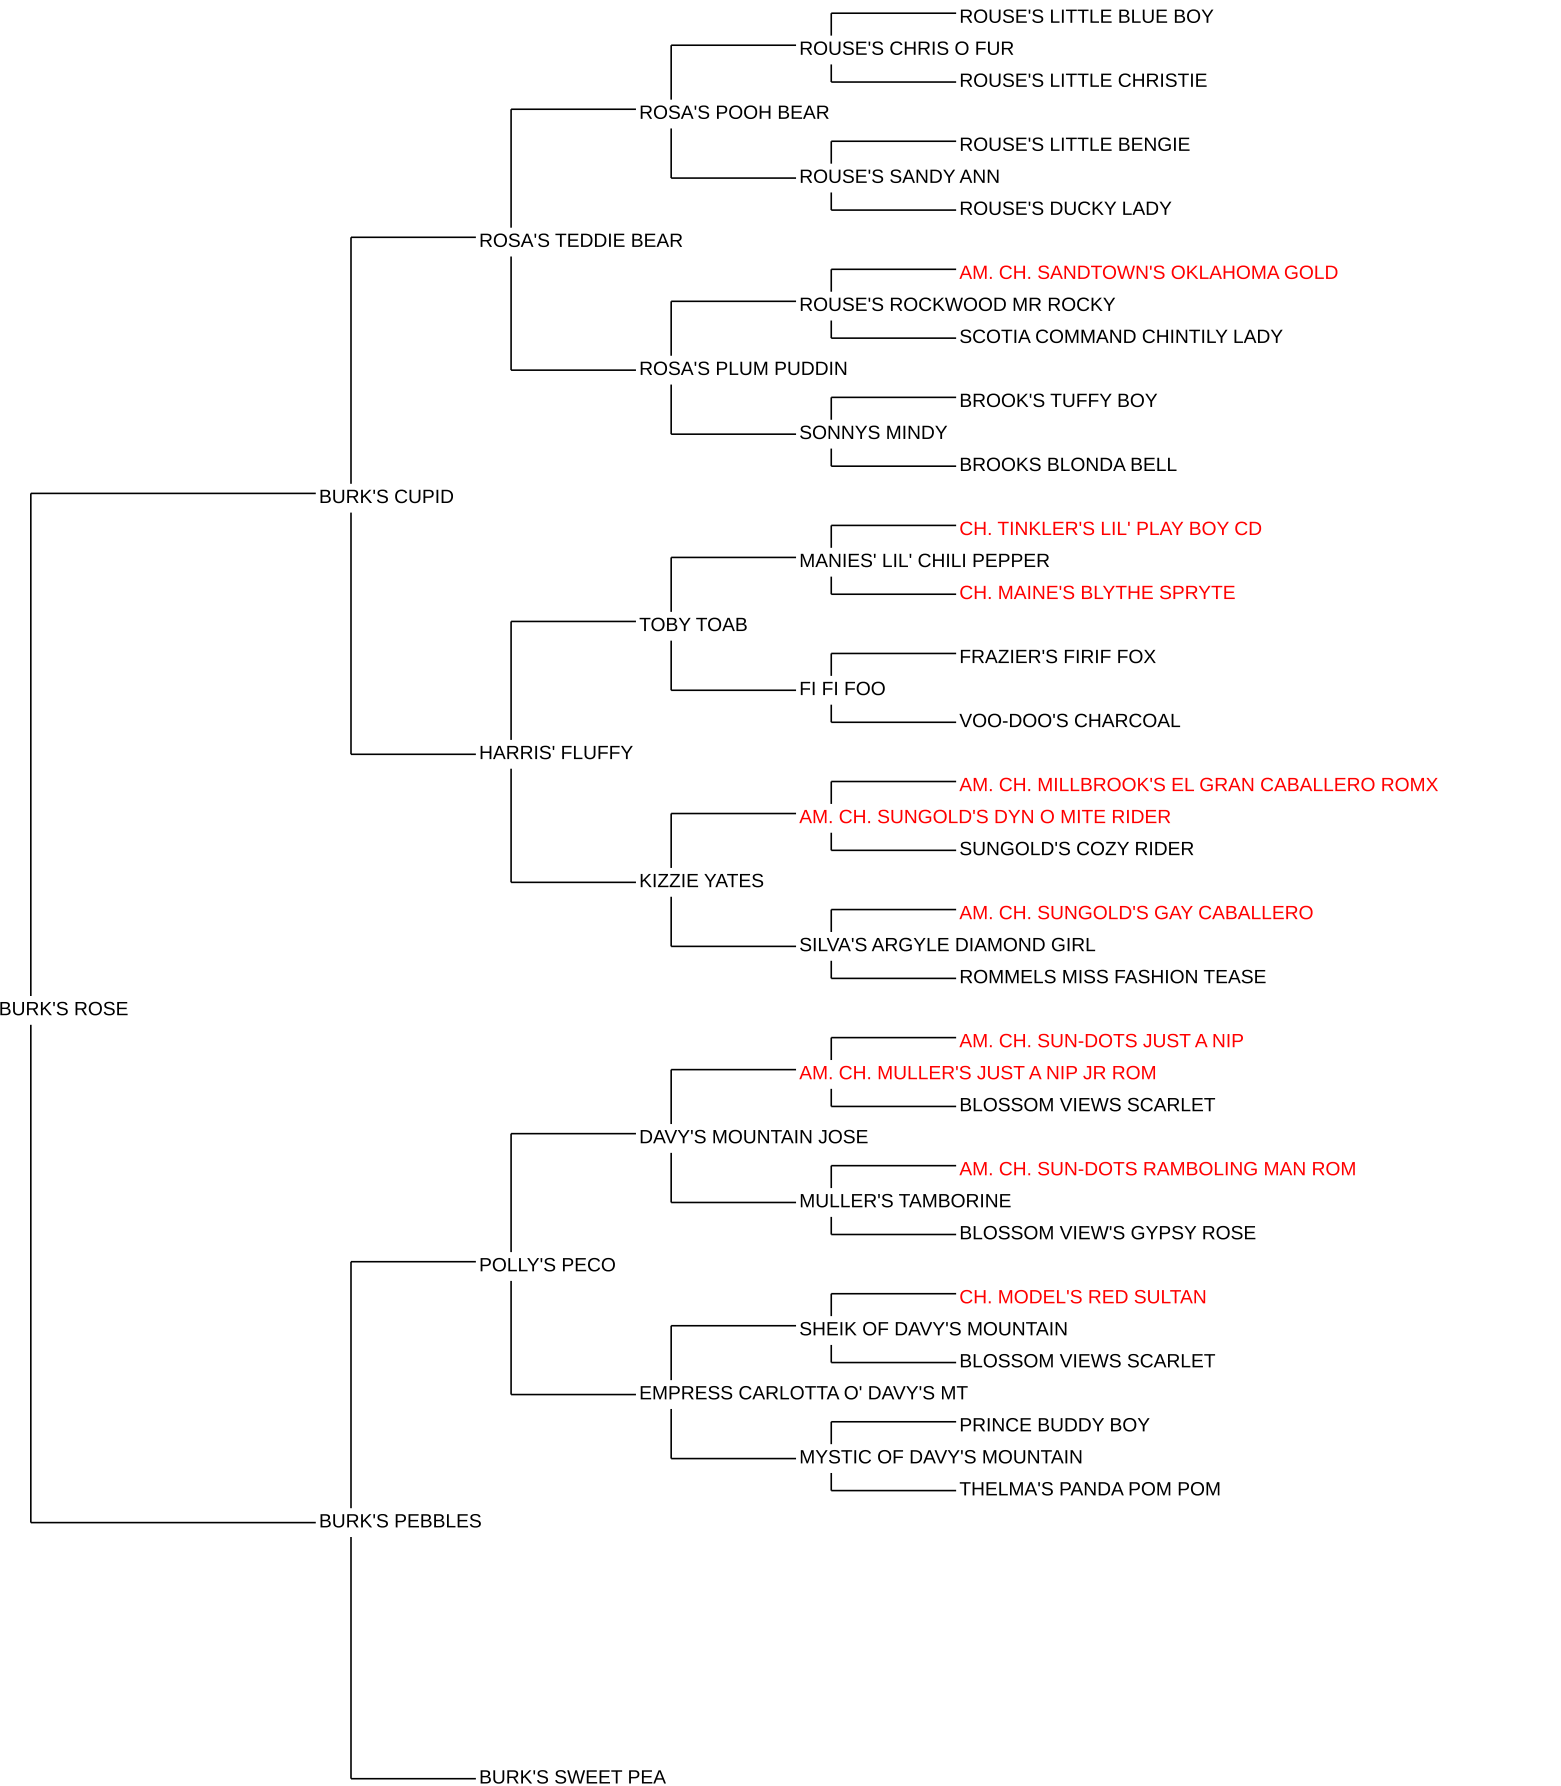 ROUSE'S LITTLE BLUE BOY
ROUSE'S CHRIS O FUR
ROUSE'S LITTLE CHRISTIE
ROSA'S POOH BEAR
ROUSE'S LITTLE BENGIE
ROUSE'S SANDY ANN
ROUSE'S DUCKY LADY
ROSA'S TEDDIE BEAR
AM. CH. SANDTOWN'S OKLAHOMA GOLD
ROUSE'S ROCKWOOD MR ROCKY
SCOTIA COMMAND CHINTILY LADY
ROSA'S PLUM PUDDIN
BROOK'S TUFFY BOY
SONNYS MINDY
BROOKS BLONDA BELL
BURK'S CUPID
CH. TINKLER'S LIL' PLAY BOY CD
MANIES' LIL' CHILI PEPPER
CH. MAINE'S BLYTHE SPRYTE
TOBY TOAB
FRAZIER'S FIRIF FOX
FI FI FOO
VOO-DOO'S CHARCOAL
HARRIS' FLUFFY
AM. CH. MILLBROOK'S EL GRAN CABALLERO ROMX
AM. CH. SUNGOLD'S DYN O MITE RIDER
SUNGOLD'S COZY RIDER
KIZZIE YATES
AM. CH. SUNGOLD'S GAY CABALLERO
SILVA'S ARGYLE DIAMOND GIRL
ROMMELS MISS FASHION TEASE
BURK'S ROSE
AM. CH. SUN-DOTS JUST A NIP
AM. CH. MULLER'S JUST A NIP JR ROM
BLOSSOM VIEWS SCARLET
DAVY'S MOUNTAIN JOSE
AM. CH. SUN-DOTS RAMBOLING MAN ROM
MULLER'S TAMBORINE
BLOSSOM VIEW'S GYPSY ROSE
POLLY'S PECO
CH. MODEL'S RED SULTAN
SHEIK OF DAVY'S MOUNTAIN
BLOSSOM VIEWS SCARLET
EMPRESS CARLOTTA O' DAVY'S MT
PRINCE BUDDY BOY
MYSTIC OF DAVY'S MOUNTAIN
THELMA'S PANDA POM POM
BURK'S PEBBLES
BURK'S SWEET PEA